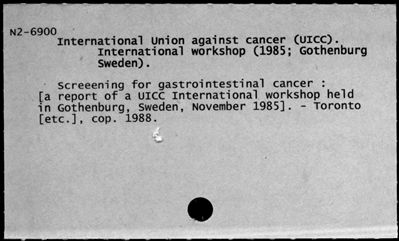 N2-6900
International Union against cancer (UICC).
International workshop (1985; Gothenburg
Sweden).
Screeening for gastrointestinal cancer :
[a report of a UICC International workshop held
in Gothenburg, Sweden, November 1985]. - Toronto
[etc.], cop. 1988.